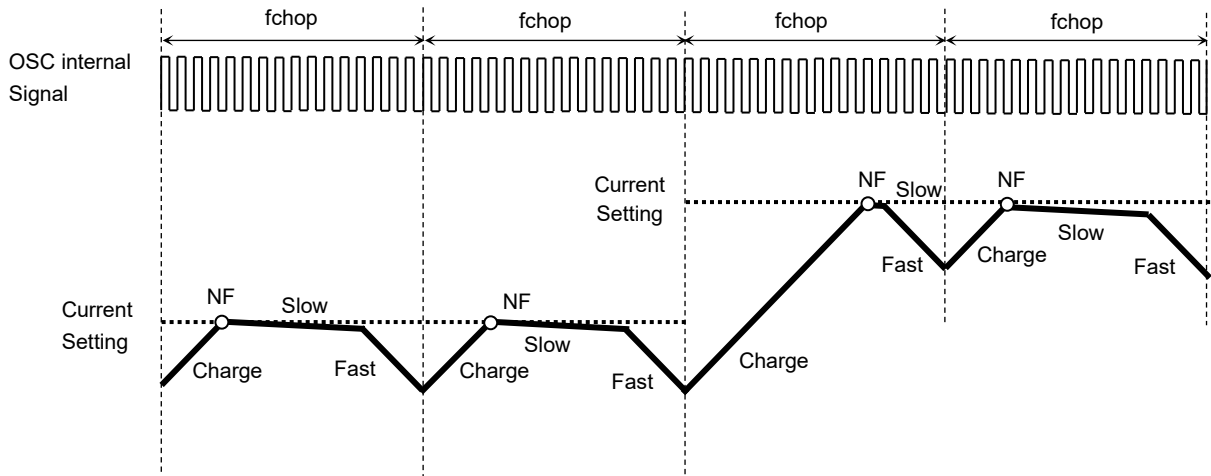 fchop
fchop
fchop
fchop
OSC internal
Signal
Current
Setting
NF
Slow
NF
Charge
Slow
Fast
Fast
Current
Setting
NF
Slow
NF
Slow
Charge
Fast
Charge
Fast
Charge